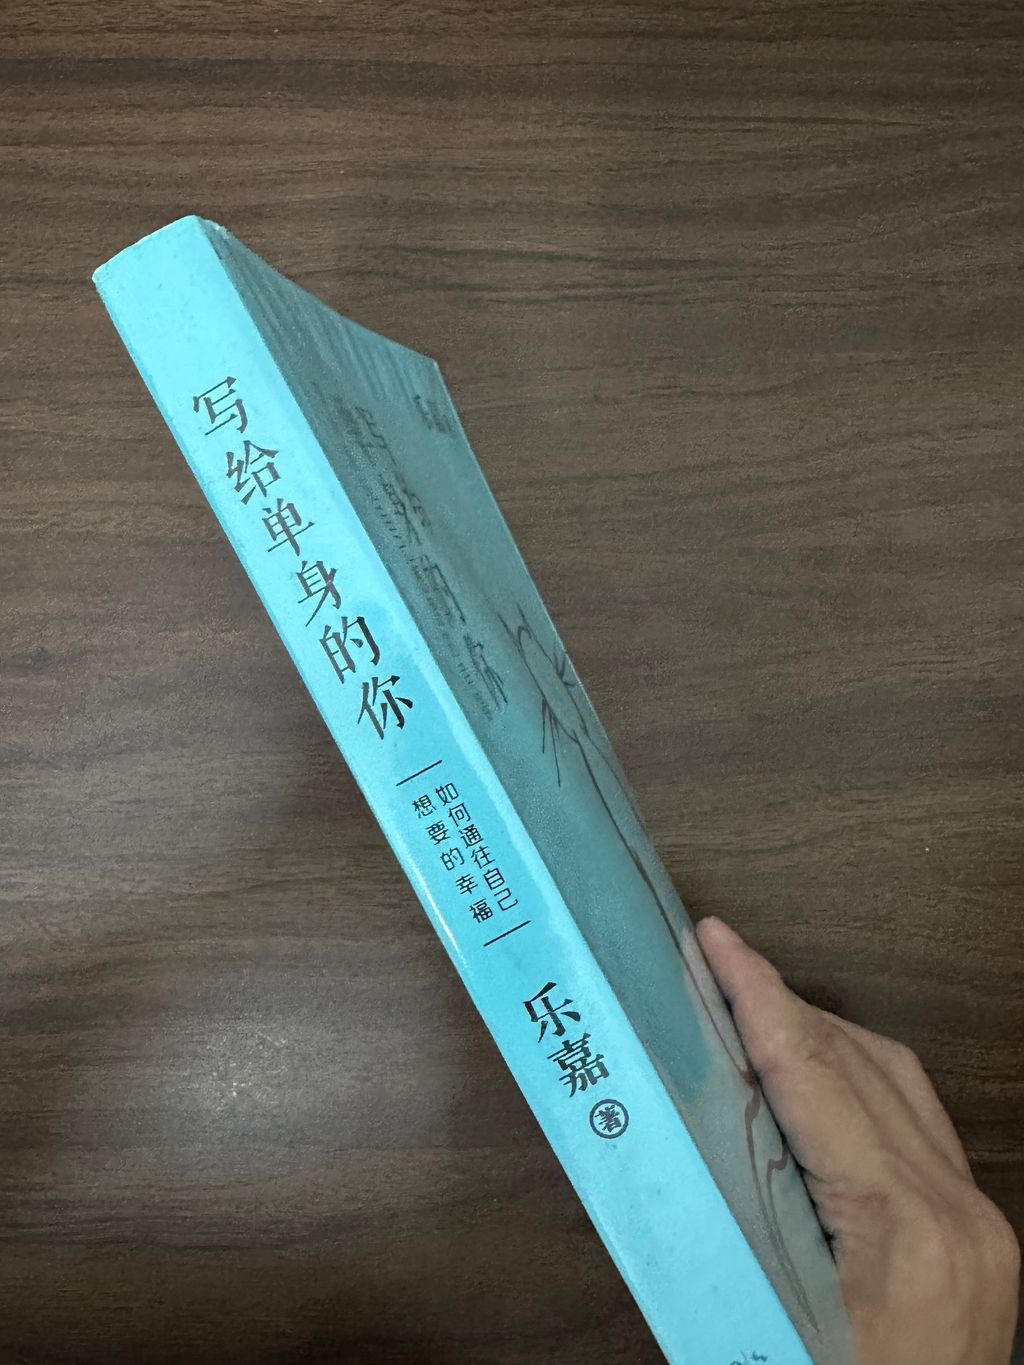 写给单身的你
如何通往自己
想要的幸福
乐嘉 著